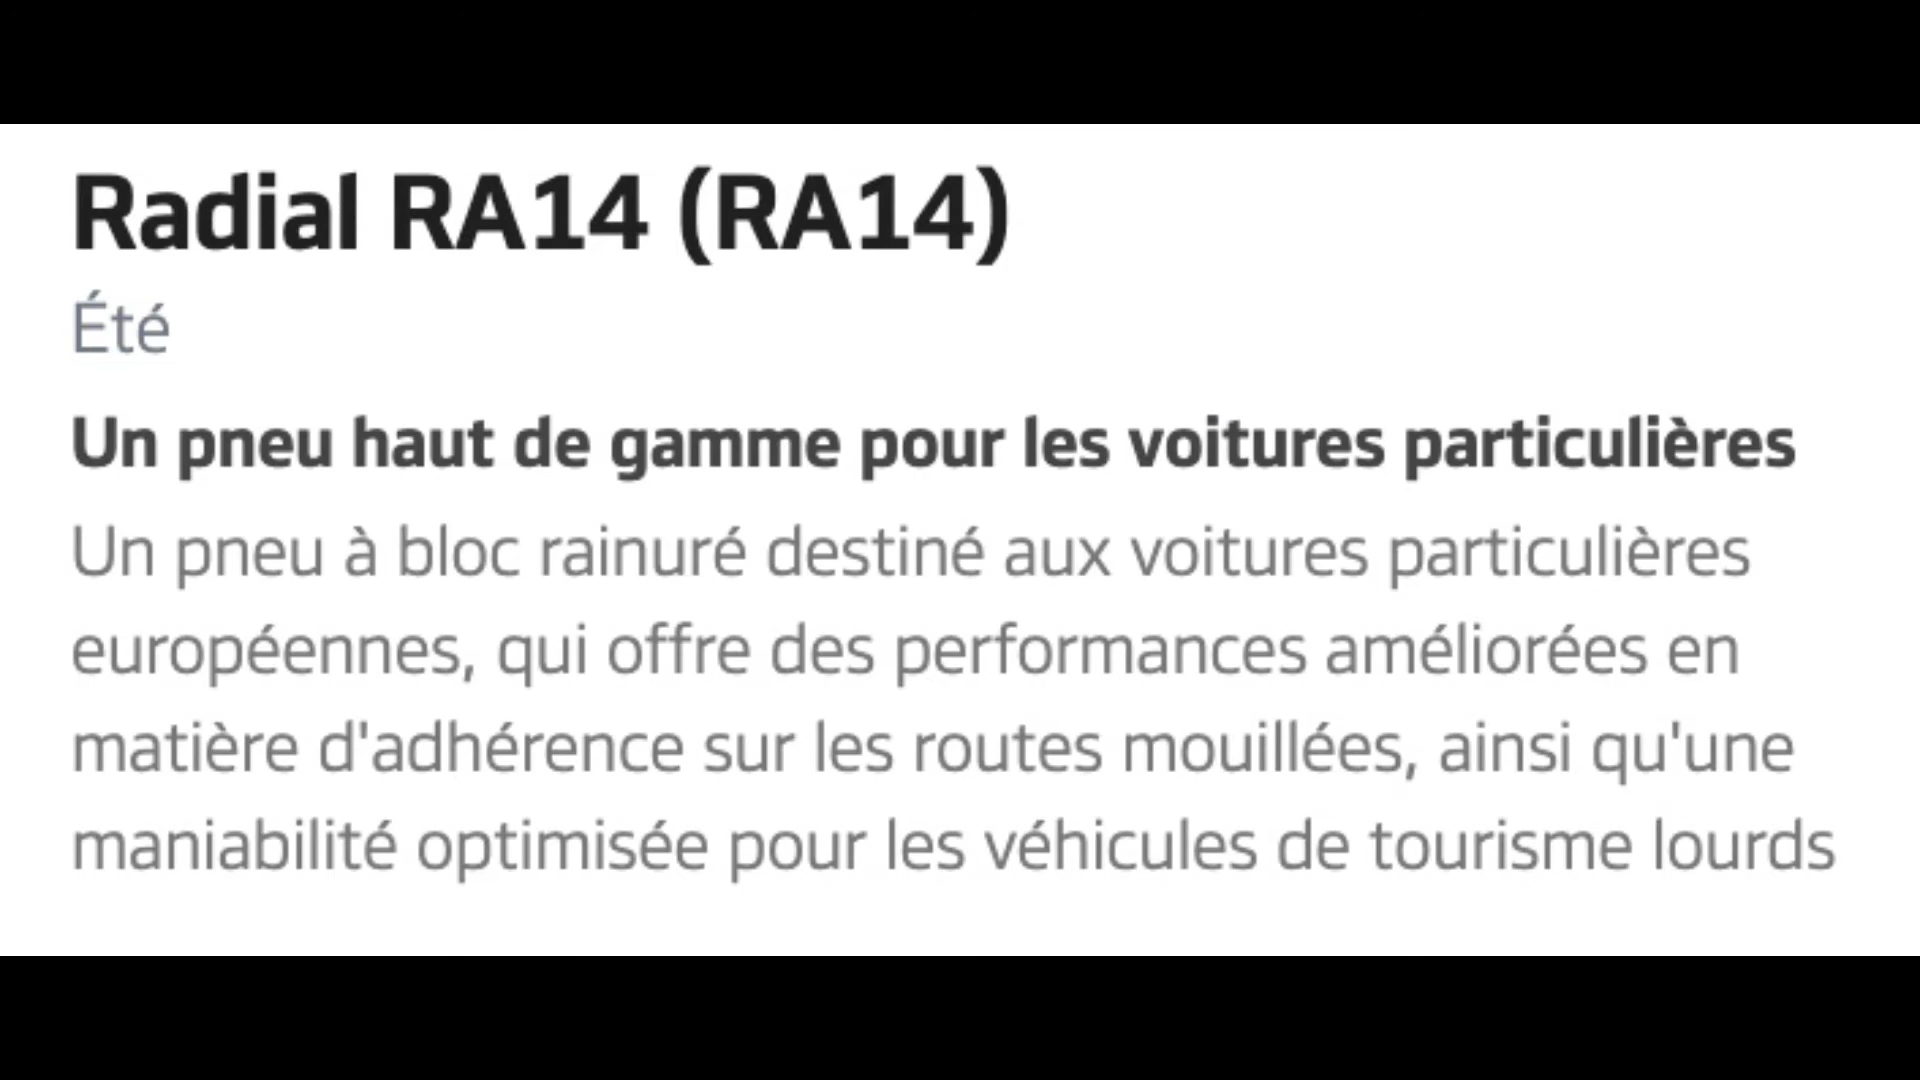 Radial RA14 (RA14)
Été
Un pneu haut de gamme pour les voitures particulières
Un pneu à bloc rainuré destiné aux voitures particulières
européennes, qui offre des performances améliorées en
matière d'adhérence sur les routes mouillées, ainsi qu'une
maniabilité optimisée pour les véhicules de tourisme lourds